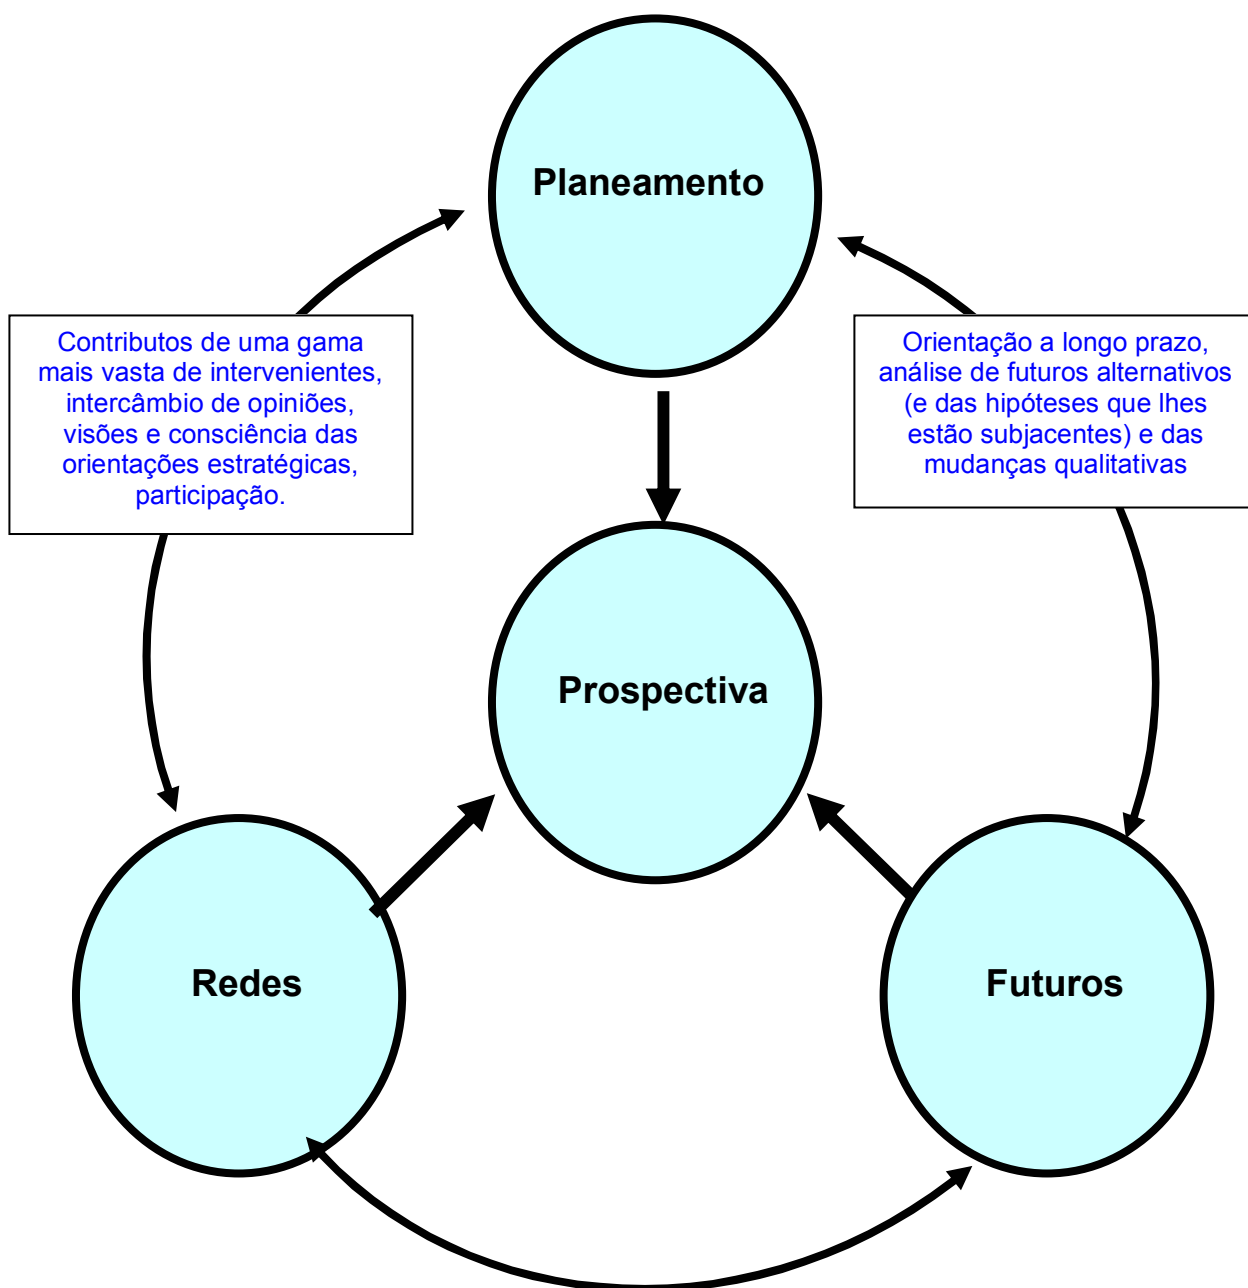 Planeamento
Contributos de uma gama
mais vasta de intervenientes,
intercâmbio de opiniões,
visões e consciência das
orientações estratégicas,
participação.
Orientação a longo prazo,
análise de futuros alternativos
(e das hipóteses que lhes
estão subjacentes) e das
mudanças qualitativas
Prospectiva
Redes
Futuros